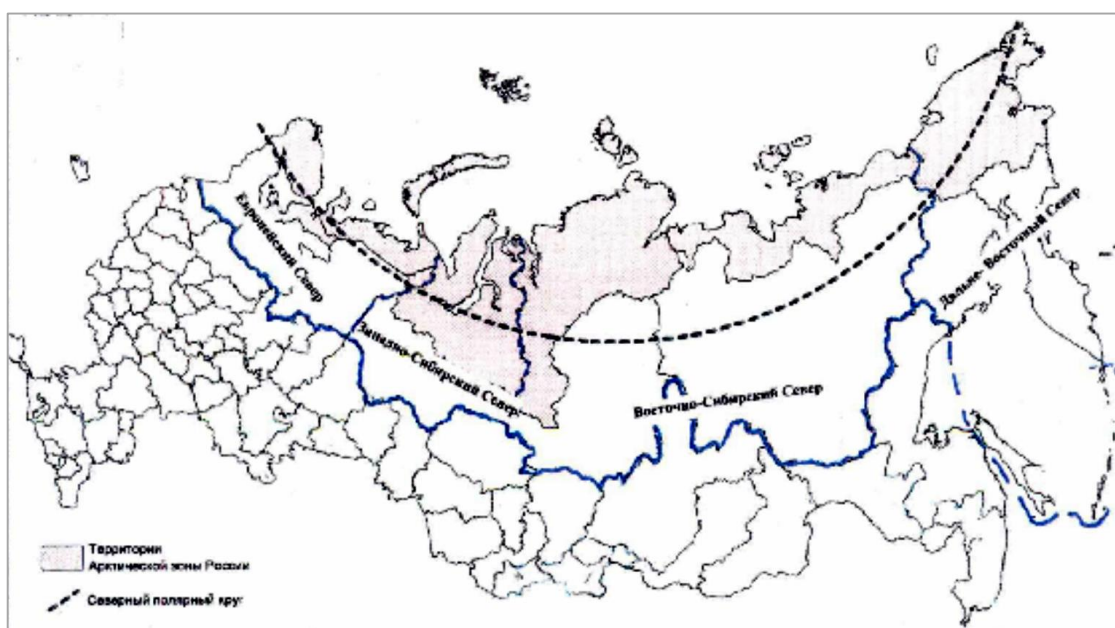 Европейский Север
Западно-Сибирский Север
Восточно-Сибирский Север
Дальне-Восточный Север
Территории
Арктической зоны России
Северный полярный круг